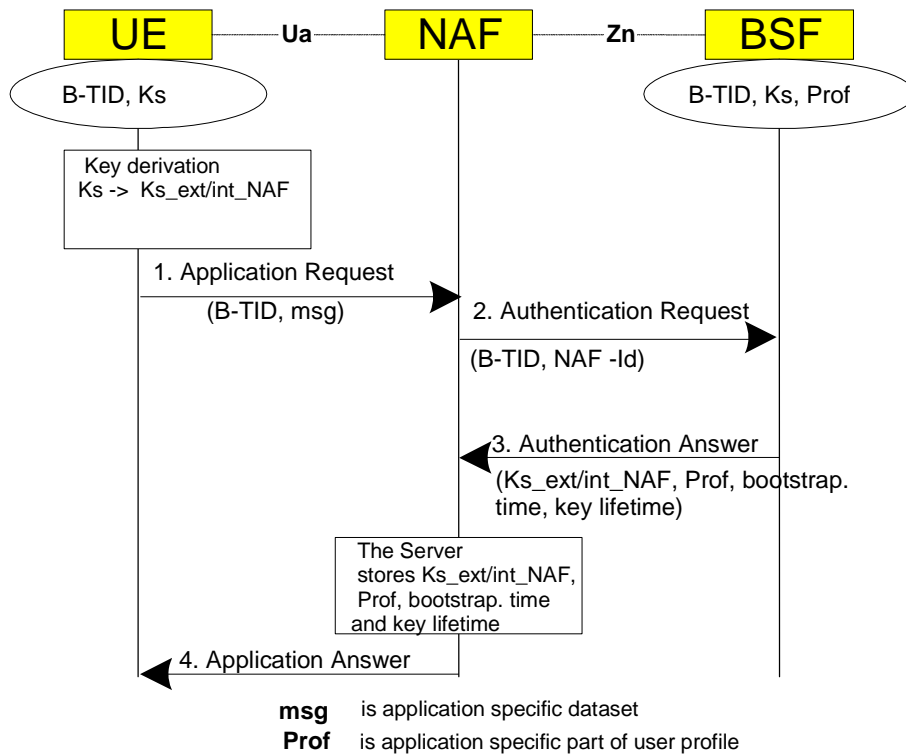 UE
Ua
NAF
Zn
BSF
B-TID, Ks
B-TID, Ks, Prof
Key derivation
Ks -> Ks_ext/int_NAF
1. Application Request
(B-TID, msg)
2. Authentication Request
(B-TID, NAF -Id)
3. Authentication Answer
(Ks_ext/int_NAF, Prof, bootstrap.
time, key lifetime)
The Server
stores Ks_ext/int_NAF,
Prof, bootstrap. time
and key lifetime
4. Application Answer
msg is application specific dataset
Prof is application specific part of user profile